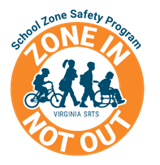 School Zone Safety Program
ZONE IN
VIRGINIA SRTS
NOT OUT